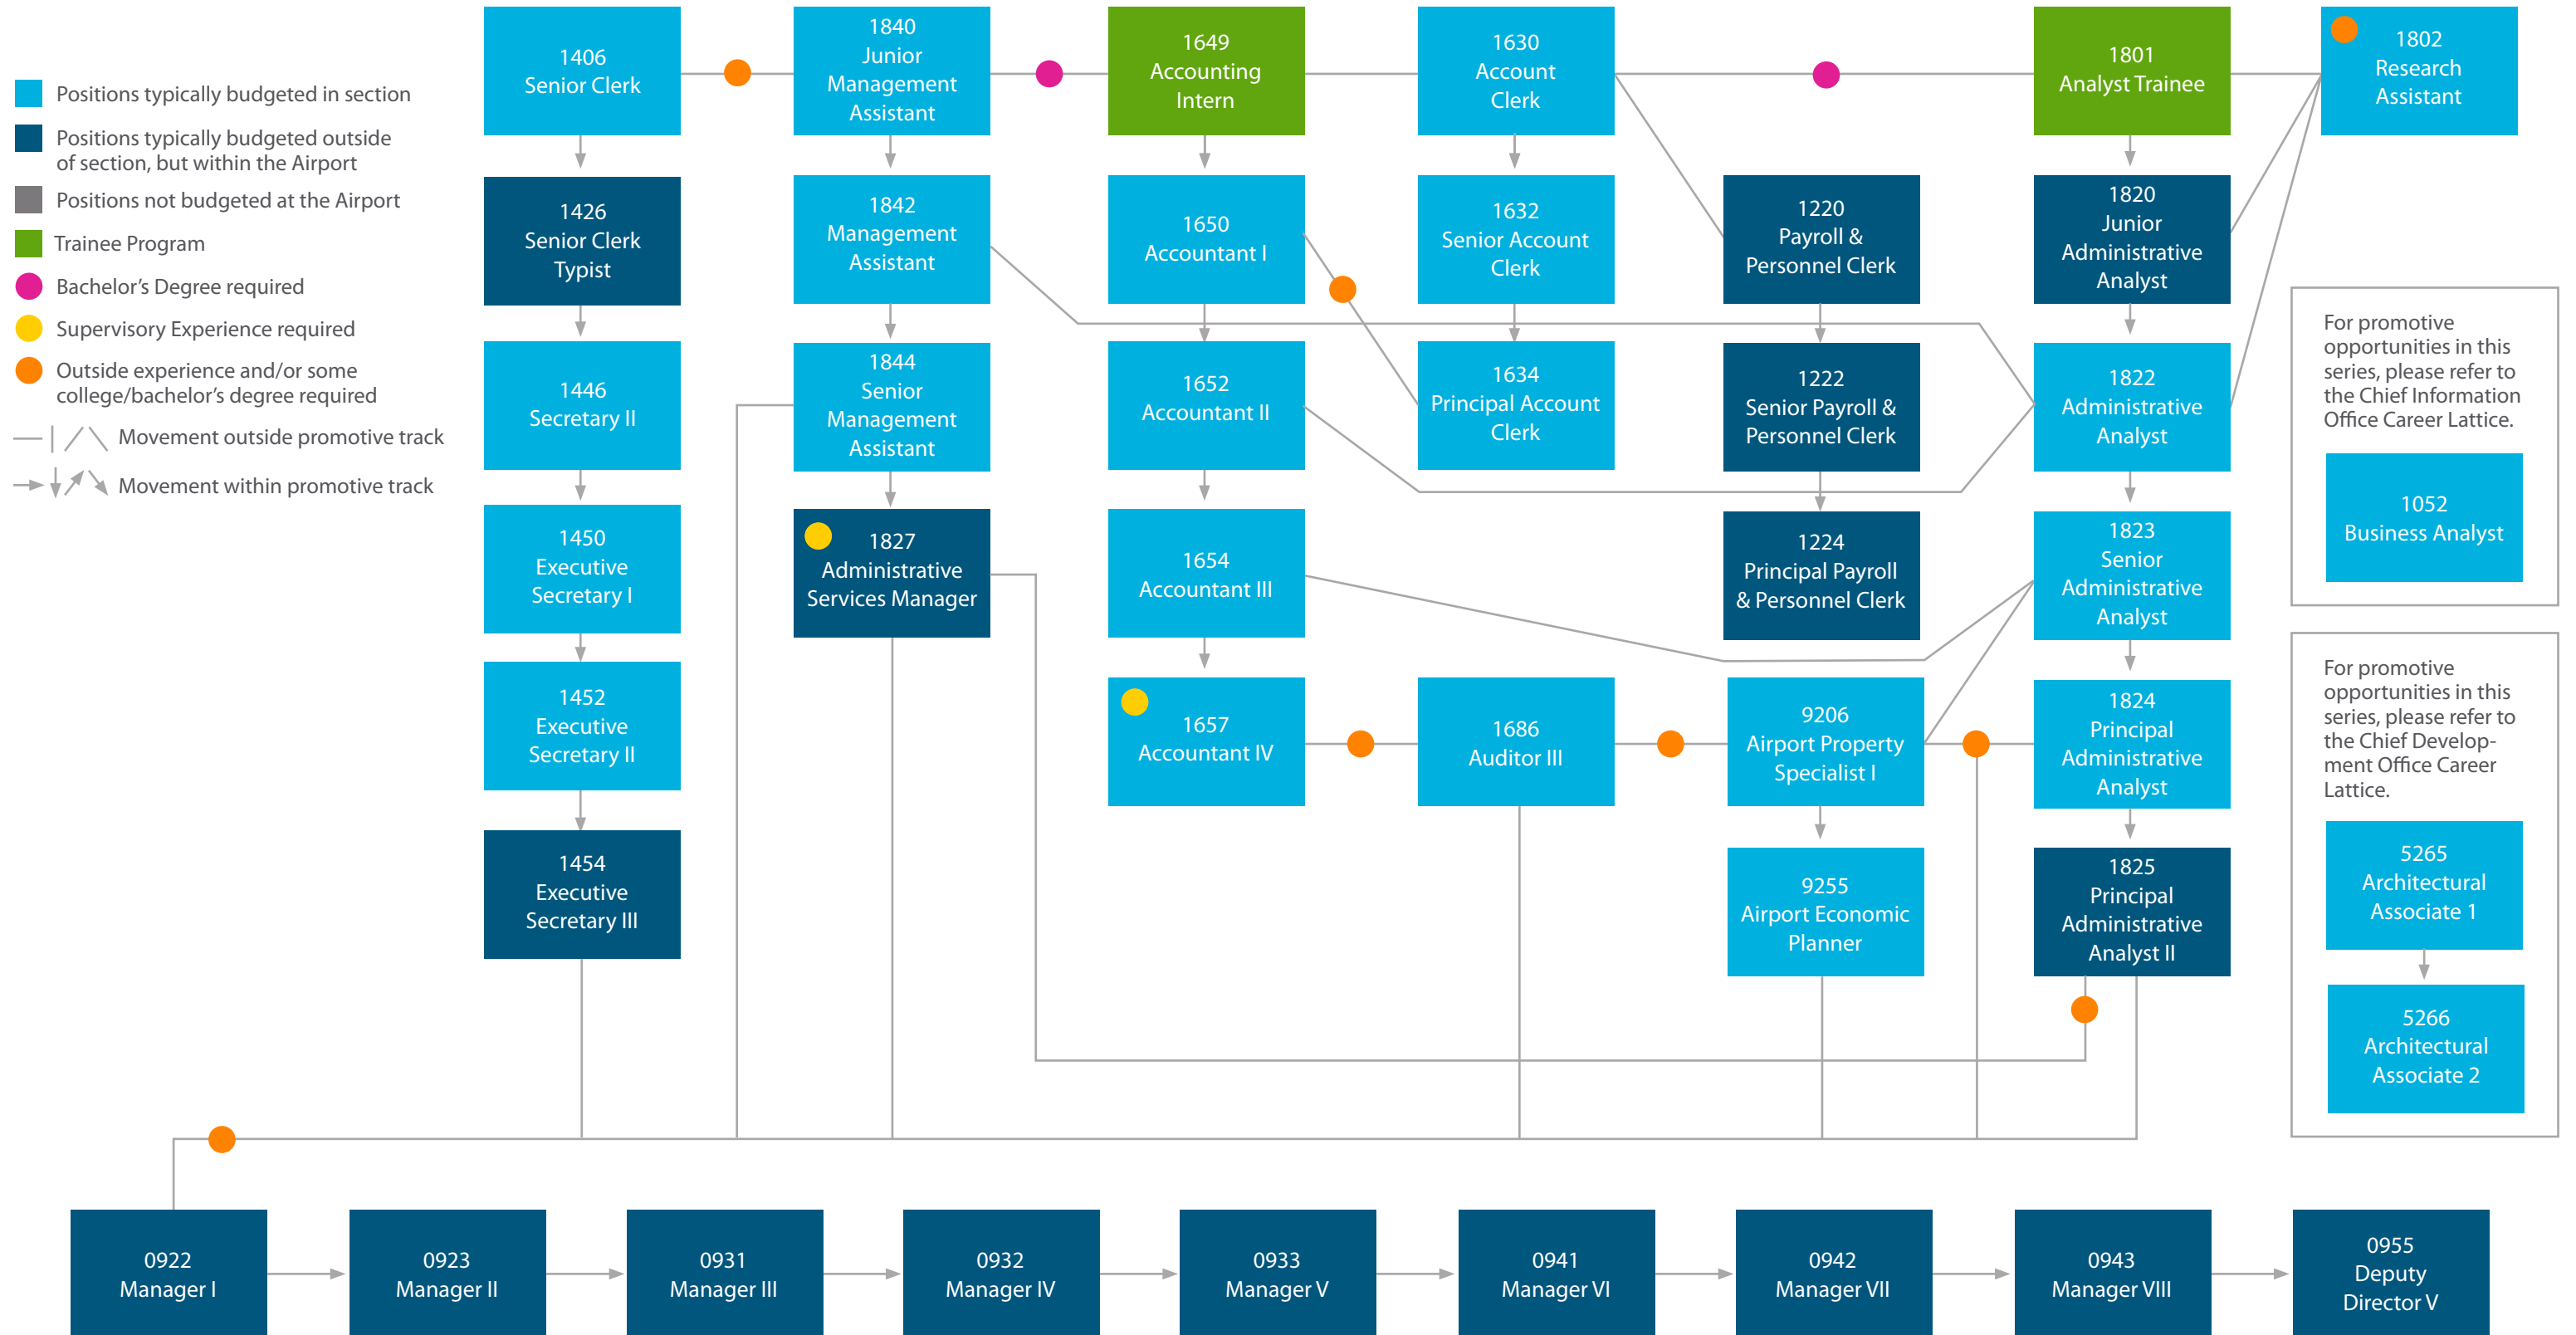 Positions typically budgeted in section
Positions typically budgeted outside
of section, but within the Airport
Positions not budgeted at the Airport
Trainee Program
Bachelor’s Degree required
Supervisory Experience required
Outside experience and/or some
college/bachelor’s degree required
Movement outside promotive track
Movement within promotive track
1406
Senior Clerk
1840
Junior
Management
Assistant
1649
Accounting
Intern
1630
Account
Clerk
1801
Analyst Trainee
1802
Research
Assistant
1426
Senior Clerk
Typist
1842
Management
Assistant
1650
Accountant I
1632
Senior Account
Clerk
1220
Payroll &
Personnel Clerk
1820
Junior
Administrative
Analyst
1446
Secretary II
1844
Senior
Management
Assistant
1652
Accountant II
1634
Principal Account
Clerk
1222
Senior Payroll &
Personnel Clerk
1822
Administrative
Analyst
1450
Executive
Secretary I
1827
Administrative
Services Manager
1654
Accountant III
1224
Principal Payroll
& Personnel Clerk
1823
Senior
Administrative
Analyst
1452
Executive
Secretary II
1657
Accountant IV
1686
Auditor III
9206
Airport Property
Specialist I
1824
Principal
Administrative
Analyst
1454
Executive
Secretary III
9255
Airport Economic
Planner
1825
Principal
Administrative
Analyst II
For promotive
opportunities in this
series, please refer to
the Chief Information
Office Career Lattice.
1052
Business Analyst
For promotive
opportunities in this
series, please refer to
the Chief Develop-
ment Office Career
Lattice.
5265
Architectural
Associate 1
5266
Architectural
Associate 2
0922
Manager I
0923
Manager II
0931
Manager III
0932
Manager IV
0933
Manager V
0941
Manager VI
0942
Manager VII
0943
Manager VIII
0955
Deputy
Director V